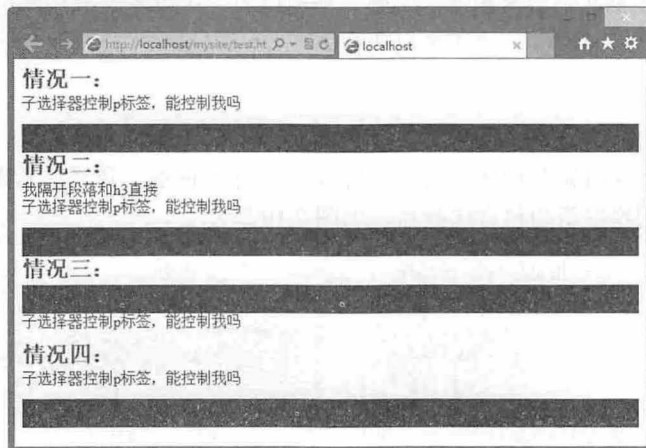 http://localhost/mysite/test.ht
localhost
情况一：
子选择器控制p标签，能控制我吗
情况二：
我隔开段落和h3直接
子选择器控制p标签，能控制我吗
情况三：
子选择器控制p标签，能控制我吗
情况四：
子选择器控制p标签，能控制我吗